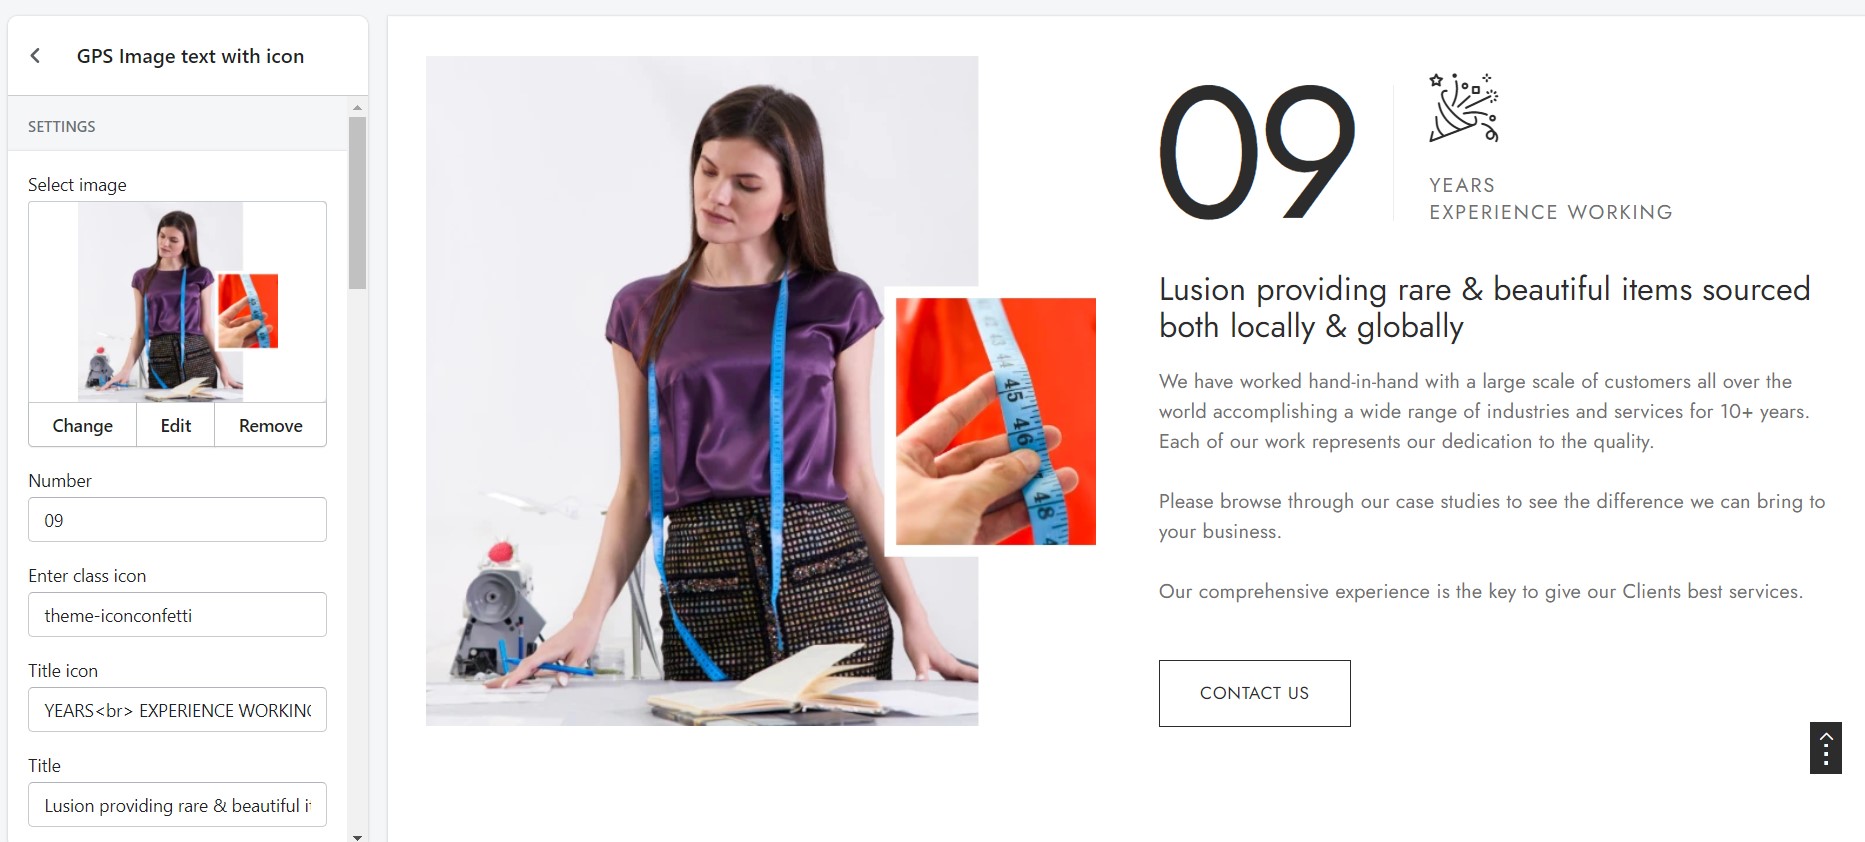 GPS Image text with icon
SETTINGS
Select image
Change Edit Remove
Number
09
Enter class icon
theme-iconconfetti
Title icon
YEARS<br> EXPERIENCE WORKING
Title
Lusion providing rare & beautiful i
09
YEARS
EXPERIENCE WORKING
Lusion providing rare & beautiful items sourced
both locally & globally
We have worked hand-in-hand with a large scale of customers all over the
world accomplishing a wide range of industries and services for 10+ years.
Each of our work represents our dedication to the quality.
Please browse through our case studies to see the difference we can bring to
your business.
Our comprehensive experience is the key to give our Clients best services.
CONTACT US
44
45
46
48